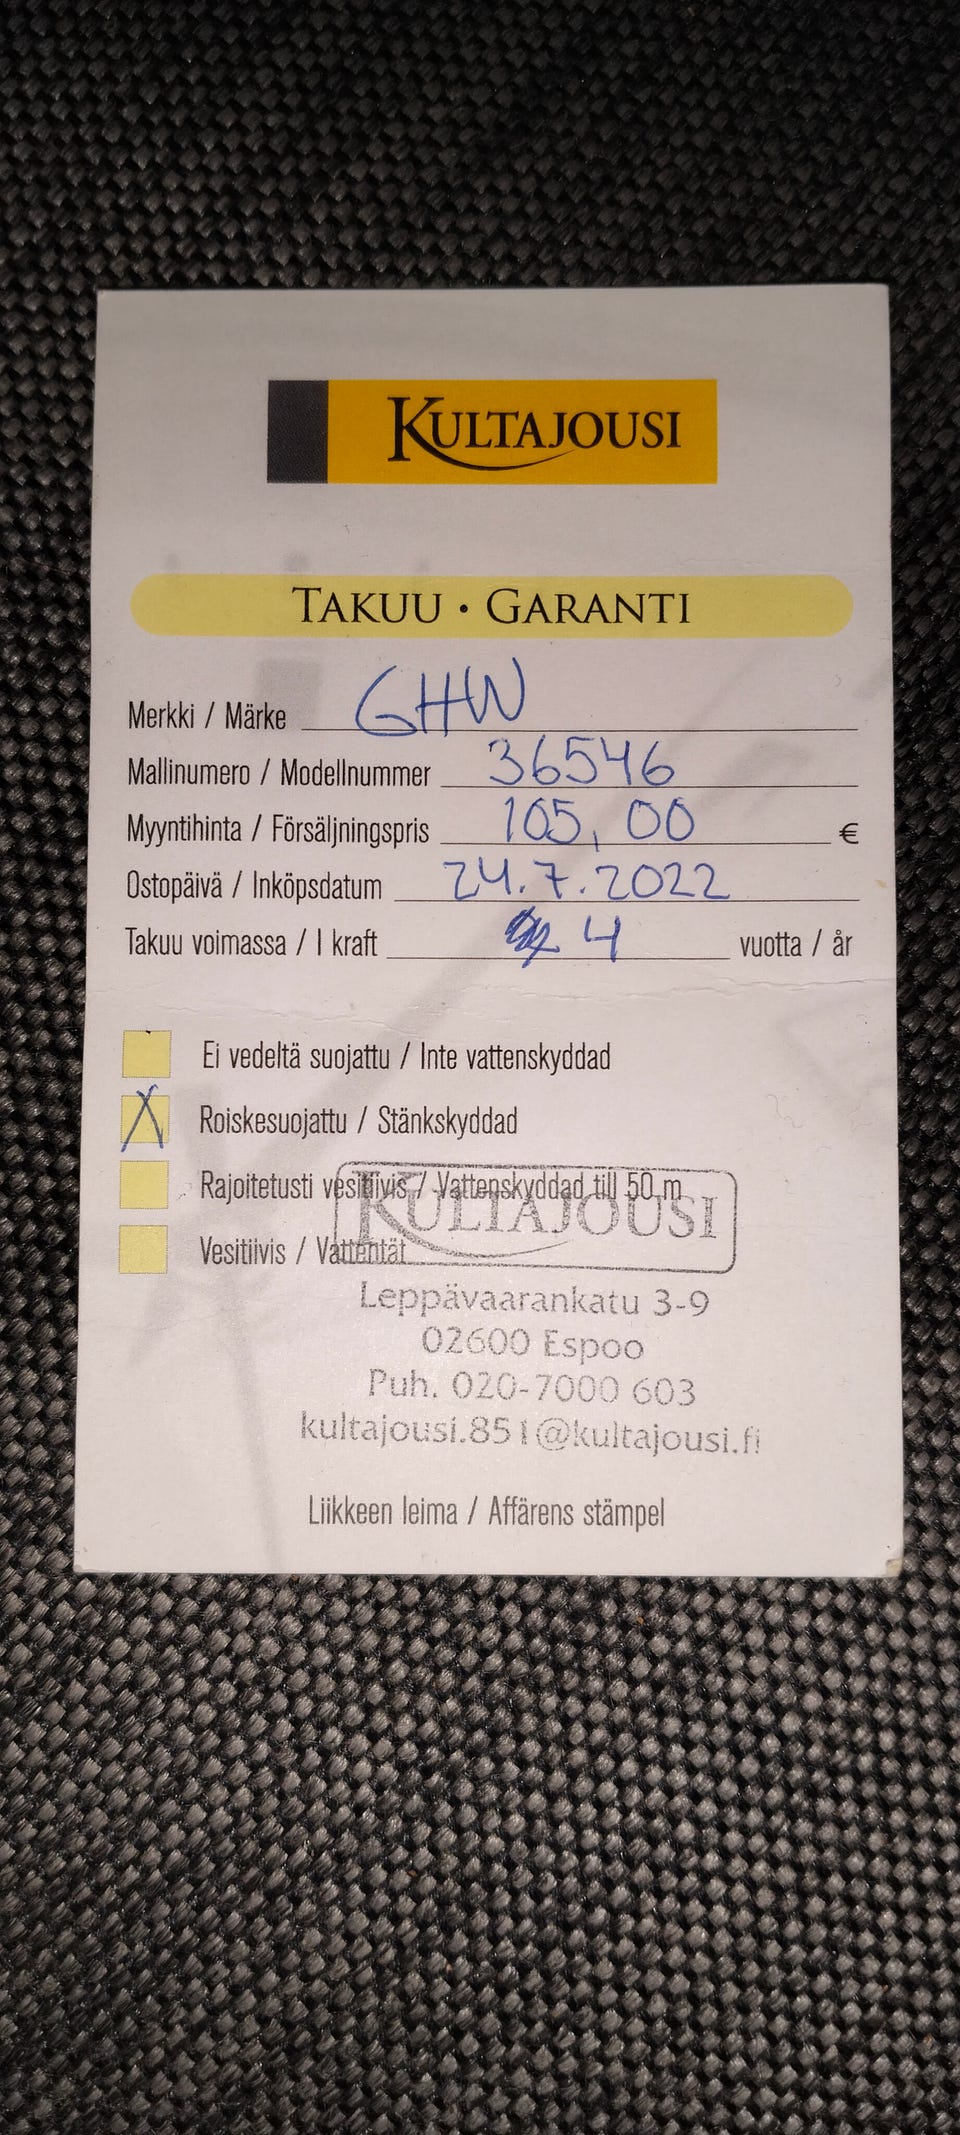 KULTAJOUSI
TAKUU • GARANTI
Merkki / Märke GHW
Mallinumero / Modellnummer 36546
Myyntihinta / Försäljningspris 105,00 €
Ostopäivä / Inköpsdatum 24.7.2022
Takuu voimassa / I kraft 4 vuotta / år
Ei vedeltä suojattu / Inte vattenskyddad
X Roiskesuojattu / Stänkskyddad
Rajoitetusti vesitiivis / Vattenskyddad till 50 m
KULTAJOUSI
Vesitiivis / Vattentät
Leppävaarankatu 3-9
02600 Espoo
Puh. 020-7000 603
kultajousi.851@kultajousi.fi
Liikkeen leima / Affärens stämpel